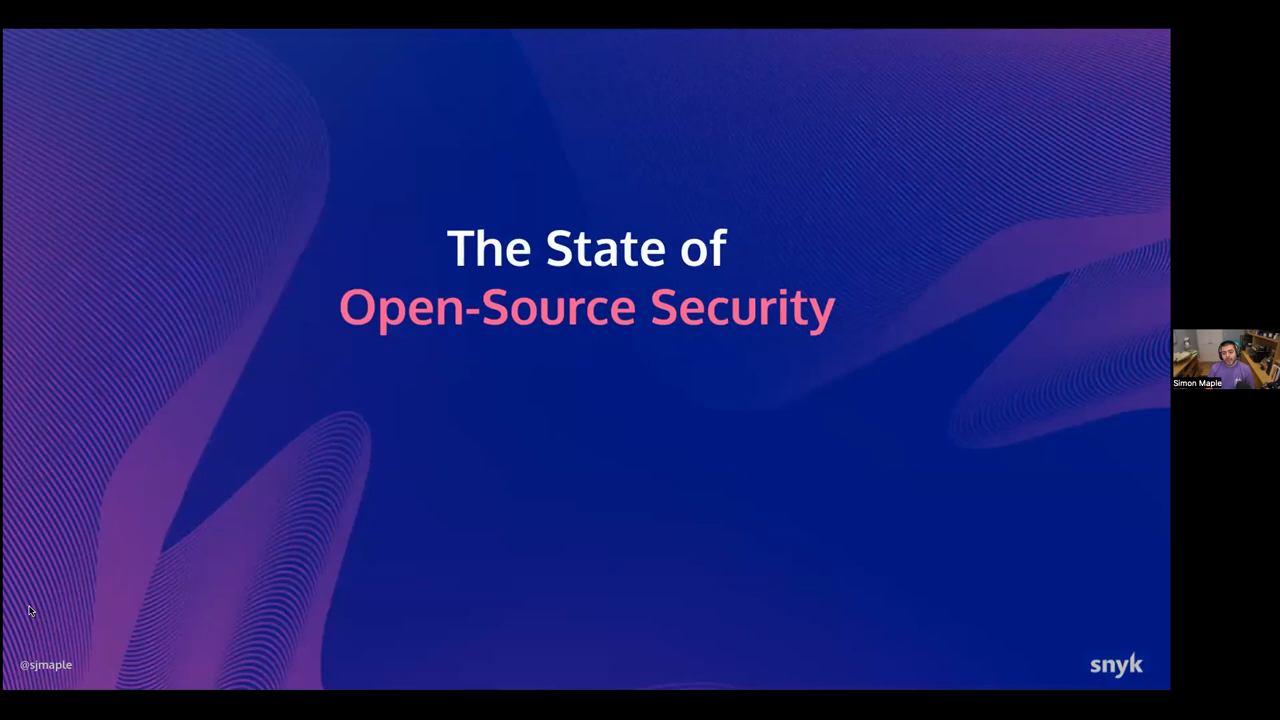 The State of
Open-Source Security
Simon Maple
@sjmaple
snyk